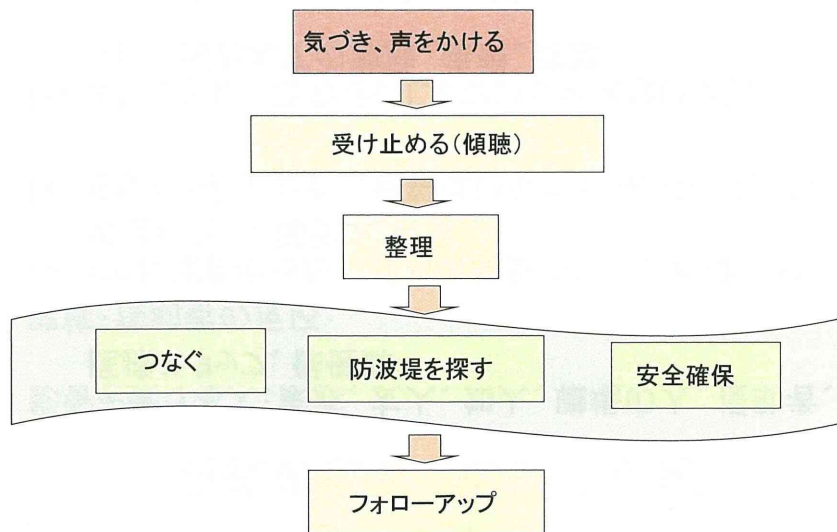 気づき、声をかける
受け止める(傾聴)
整理
つなぐ
防波堤を探す
安全確保
フォローアップ